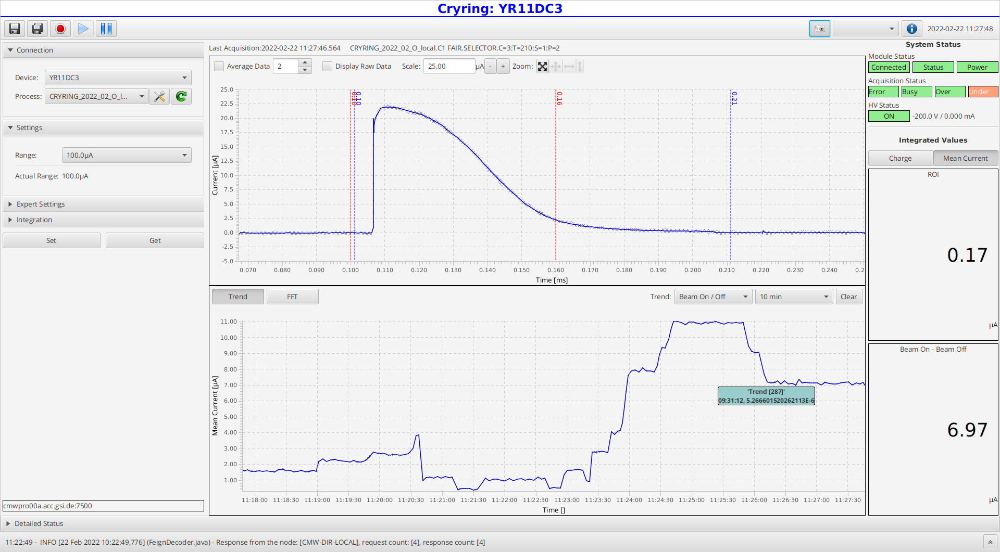 Cryring: YR11DC3
2022-02-22 11:27:48
Connection
Device: YR11DC3
Process: CRYRING_2022_02_O_l...
Settings
Range: 100.0µA
Actual Range: 100.0µA
Expert Settings
Integration
Set Get
cmwpro00a.acc.gsi.de:7500
Last Acquisition:2022-02-22 11:27:46.564 CRYRING_2022_02_O_local.C1 FAIR.SELECTOR.C=3:T=210:S=1:P=2
Average Data 2 Display Raw Data Scale: 25.00 µA - + Zoom:
25.0
22.5
20.0
17.5
15.0
12.5
10.0
7.5
5.0
2.5
0.0
-2.5
-5.0
Current [µA]
0.10 0.10 0.16 0.21
0.070 0.080 0.090 0.100 0.110 0.120 0.130 0.140 0.150 0.160 0.170 0.180 0.190 0.200 0.210 0.220 0.230 0.240 0.2
Time [ms]
Trend FFT Trend: Beam On / Off 10 min Clear
11.00
10.00
9.00
8.00
7.00
6.00
5.00
4.00
3.00
2.00
1.00
Mean Current [µA]
'Trend [287]'
09:31:12, 5.266601520262113E-6
11:18:00 11:18:30 11:19:00 11:19:30 11:20:00 11:20:30 11:21:00 11:21:30 11:22:00 11:22:30 11:23:00 11:23:30 11:24:00 11:24:30 11:25:00 11:25:30 11:26:00 11:26:30 11:27:00 11:27:30
Time []
System Status
Module Status
Connected Status Power
Acquisition Status
Error Busy Over Under
HV Status
ON -200.0 V / 0.000 mA
Integrated Values
Charge Mean Current
ROI
0.17
µA
Beam On - Beam Off
6.97
µA
Detailed Status
11:22:49 - INFO [22 Feb 2022 10:22:49,776] (FeignDecoder.java) - Response from the node: [CMW-DIR-LOCAL], request count: [4], response count: [4]